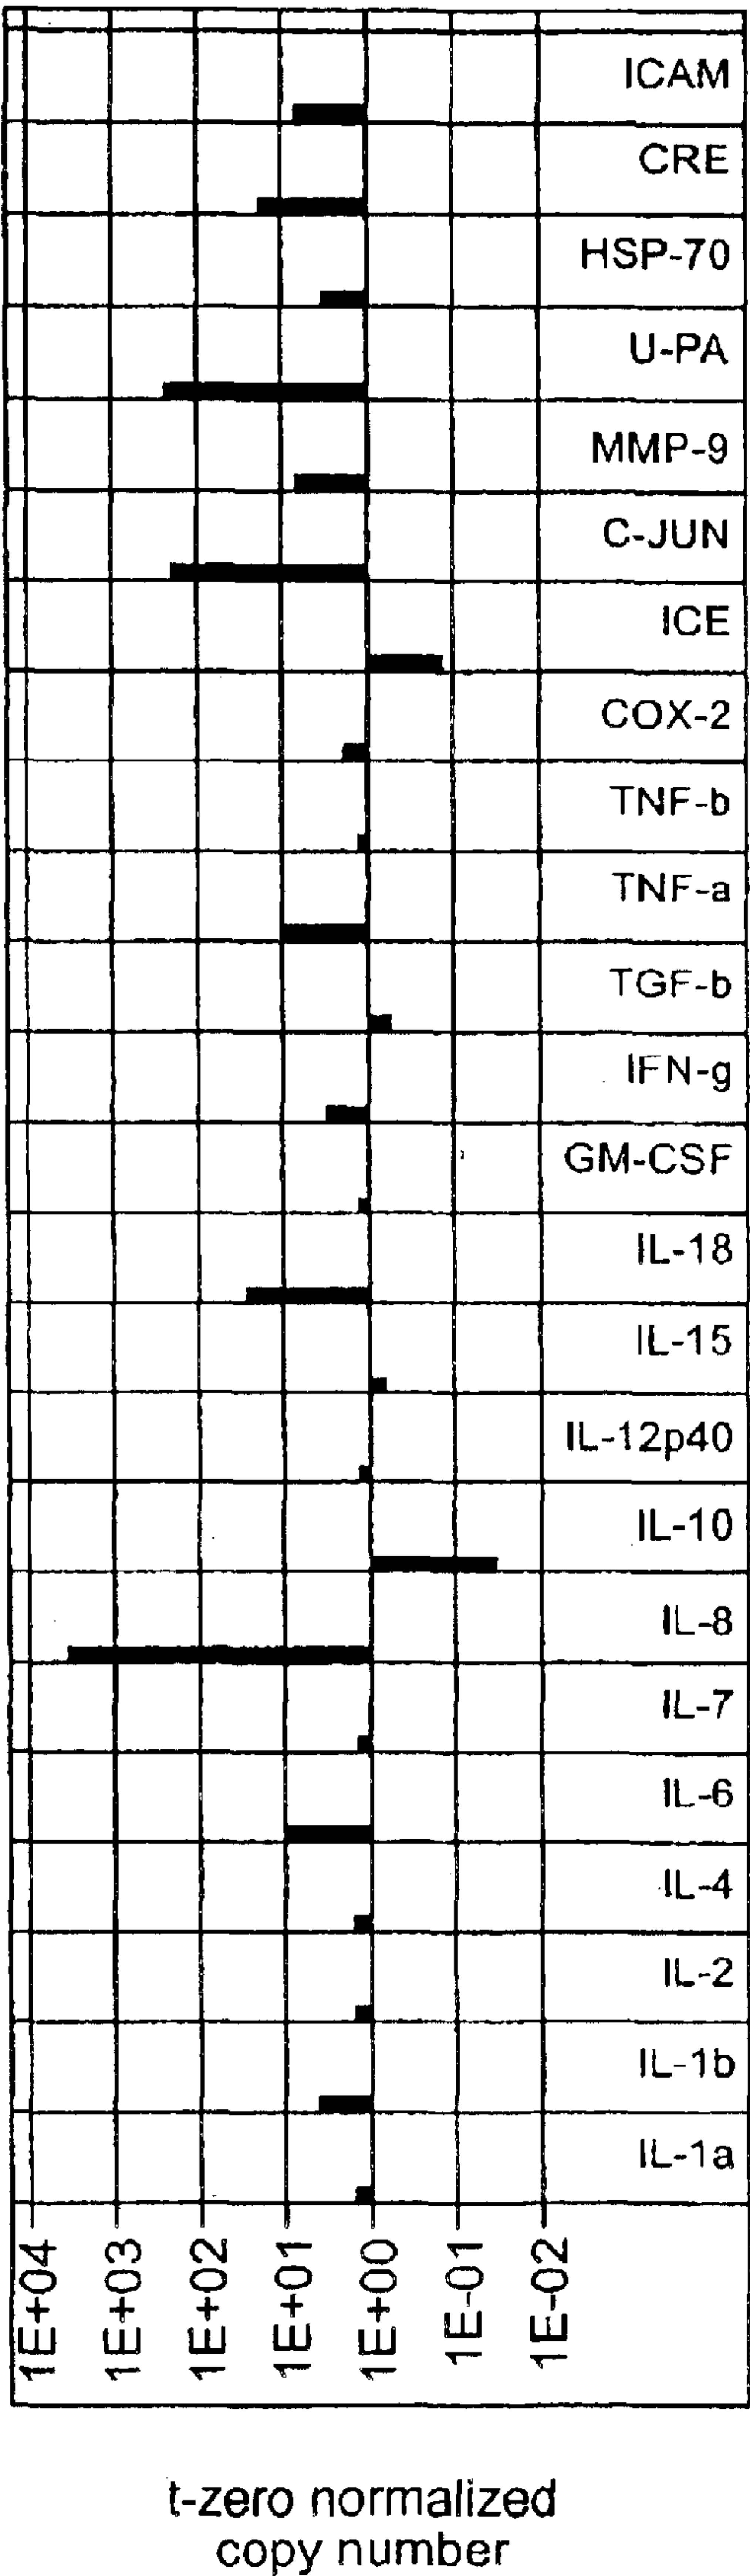 ICAM
CRE
HSP-70
U-PA
MMP-9
C-JUN
ICE
COX-2
TNF-b
TNF-a
TGF-b
IFN-g
GM-CSF
IL-18
IL-15
IL-12p40
IL-10
IL-8
IL-7
IL-6
IL-4
IL-2
IL-1b
IL-1a
1E+04
1E+03
1E+02
1E+01
1E+00
1E-01
1E-02
t-zero normalized
copy number